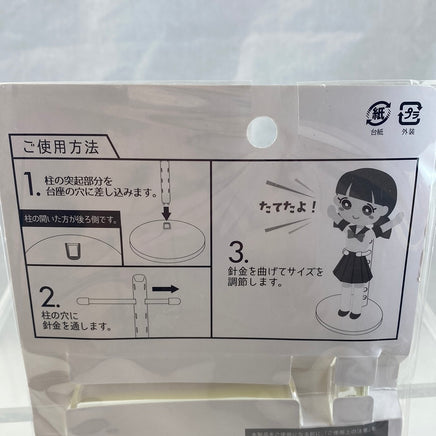 紙
台紙
プラ
外装
ご使用方法
1.
柱の突起部分を
台座の穴に差し込みます。
柱の開いた方が後ろ側です。
2.
柱の穴に
針金を通します。
たてたよ!
3.
針金を曲げてサイズを
調節します。